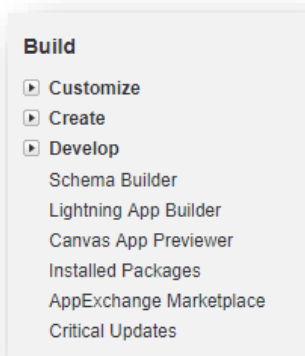 Build
Customize
Create
Develop
Schema Builder
Lightning App Builder
Canvas App Previewer
Installed Packages
AppExchange Marketplace
Critical Updates